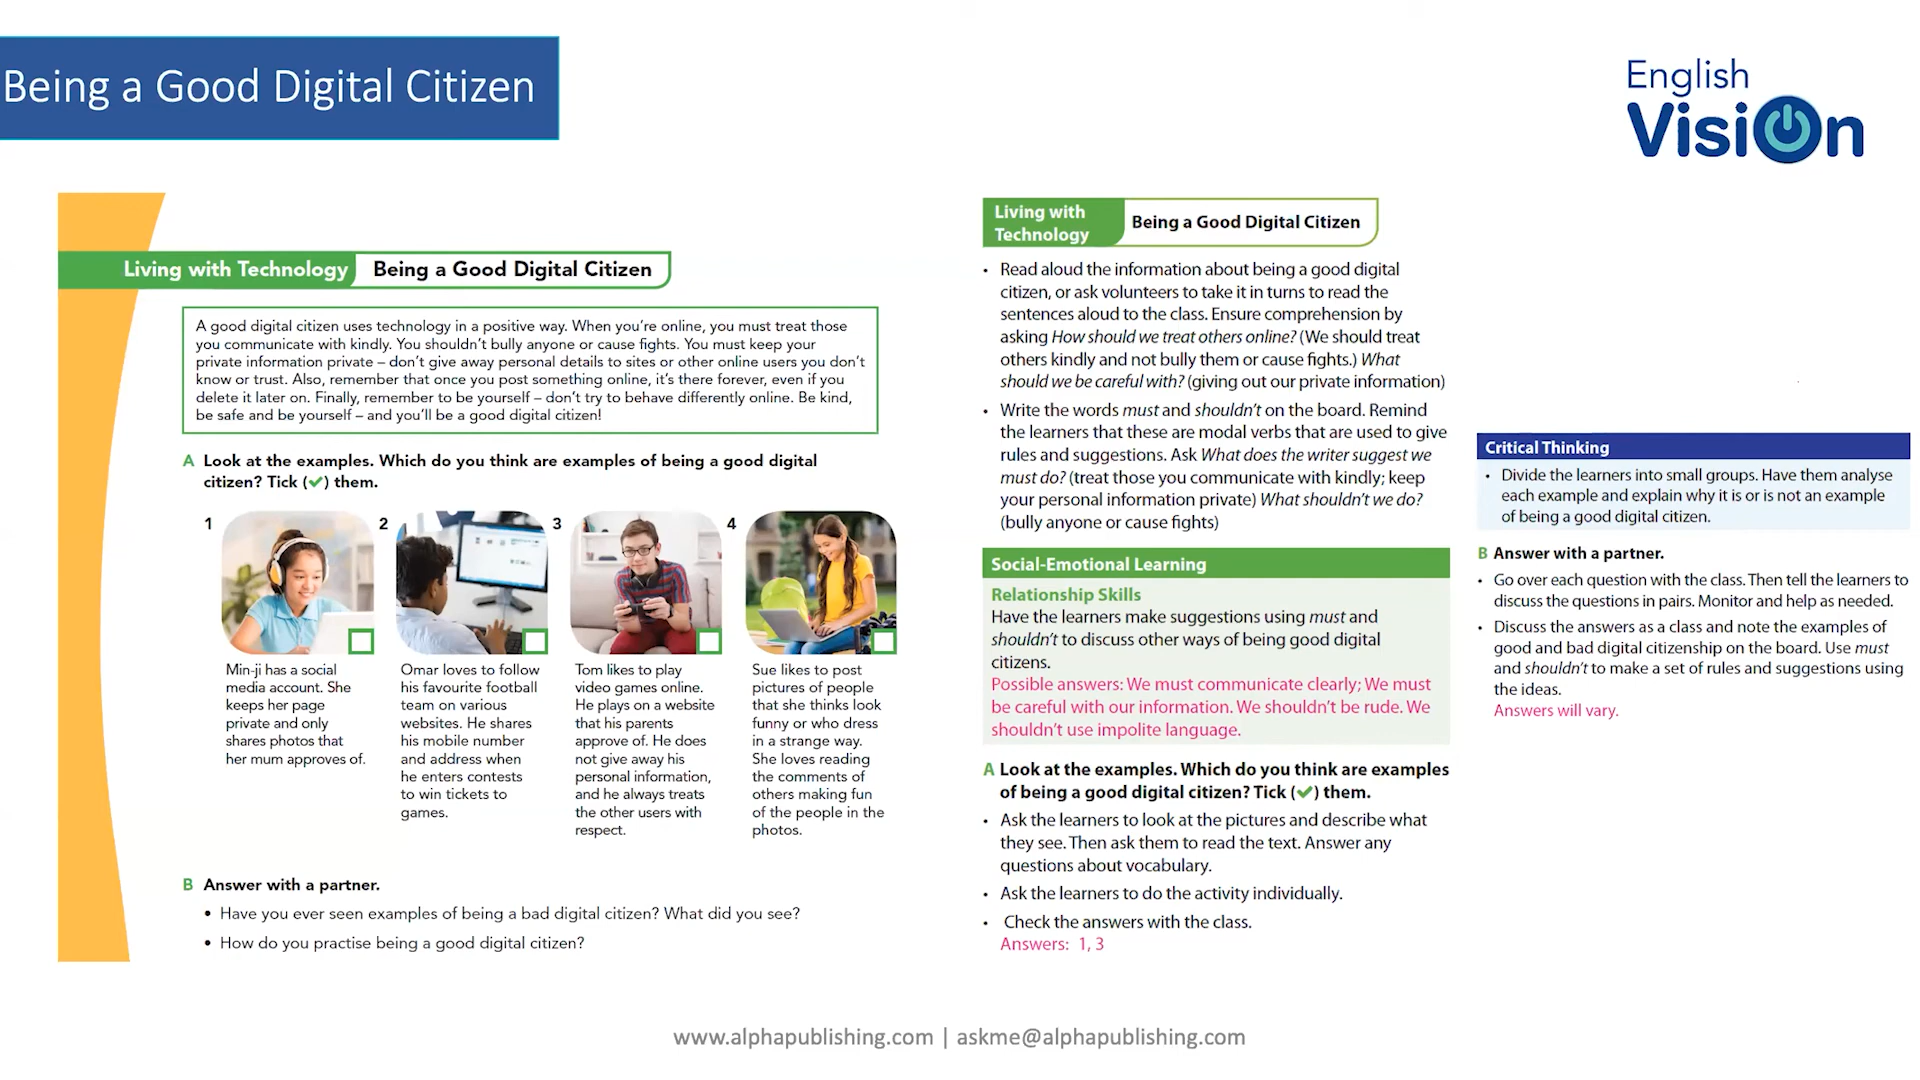 Being a Good Digital Citizen
English
VisiOn
Living with Technology
Being a Good Digital Citizen
A good digital citizen uses technology in a positive way. When you're online, you must treat those
you communicate with kindly. You shouldn't bully anyone or cause fights. You must keep your
private information private – don't give away personal details to sites or other online users you don't
know or trust. Also, remember that once you post something online, it's there forever, even if you
delete it later on. Finally, remember to be yourself – don't try to behave differently online. Be kind,
be safe and be yourself – and you'll be a good digital citizen!
A Look at the examples. Which do you think are examples of being a good digital
citizen? Tick (✔) them.
1
Min-ji has a social
media account. She
keeps her page
private and only
shares photos that
her mum approves of.
2
Omar loves to follow
his favourite football
team on various
websites. He shares
his mobile number
and address when
he enters contests
to win tickets to
games.
3
Tom likes to play
video games online.
He plays on a website
that his parents
approve of. He does
not give away his
personal information,
and he always treats
the other users with
respect.
4
Sue likes to post
pictures of people
that she thinks look
funny or who dress
in a strange way.
She loves reading
the comments of
others making fun
of the people in the
photos.
B Answer with a partner.
• Have you ever seen examples of being a bad digital citizen? What did you see?
• How do you practise being a good digital citizen?
Living with
Technology
Being a Good Digital Citizen
• Read aloud the information about being a good digital
citizen, or ask volunteers to take it in turns to read the
sentences aloud to the class. Ensure comprehension by
asking How should we treat others online? (We should treat
others kindly and not bully them or cause fights.) What
should we be careful with? (giving out our private information)
• Write the words must and shouldn't on the board. Remind
the learners that these are modal verbs that are used to give
rules and suggestions. Ask What does the writer suggest we
must do? (treat those you communicate with kindly; keep
your personal information private) What shouldn't we do?
(bully anyone or cause fights)
Social-Emotional Learning
Relationship Skills
Have the learners make suggestions using must and
shouldn't to discuss other ways of being good digital
citizens.
Possible answers: We must communicate clearly; We must
be careful with our information. We shouldn't be rude. We
shouldn't use impolite language.
A Look at the examples. Which do you think are examples
of being a good digital citizen? Tick (✔) them.
• Ask the learners to look at the pictures and describe what
they see. Then ask them to read the text. Answer any
questions about vocabulary.
• Ask the learners to do the activity individually.
• Check the answers with the class.
Answers: 1, 3
Critical Thinking
• Divide the learners into small groups. Have them analyse
each example and explain why it is or is not an example
of being a good digital citizen.
B Answer with a partner.
• Go over each question with the class. Then tell the learners to
discuss the questions in pairs. Monitor and help as needed.
• Discuss the answers as a class and note the examples of
good and bad digital citizenship on the board. Use must
and shouldn't to make a set of rules and suggestions using
the ideas.
Answers will vary.
www.alphapublishing.com | askme@alphapublishing.com